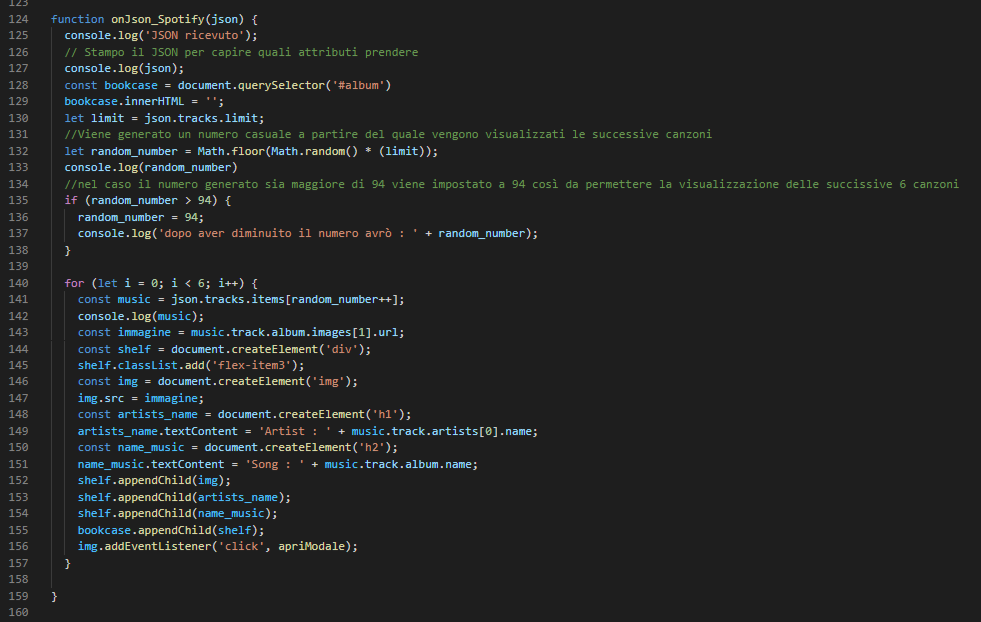 123
124 function onJson_Spotify(json) {
125 console.log('JSON ricevuto');
126 // Stampo il JSON per capire quali attributi prendere
127 console.log(json);
128 const bookcase = document.querySelector('#album')
129 bookcase.innerHTML = '';
130 let limit = json.tracks.limit;
131 //Viene generato un numero casuale a partire del quale vengono visualizzati le successive canzoni
132 let random_number = Math.floor(Math.random() * (limit));
133 console.log(random_number)
134 //nel caso il numero generato sia maggiore di 94 viene impostato a 94 così da permettere la visualizzazione delle succissive 6 canzoni
135 if (random_number > 94) {
136 random_number = 94;
137 console.log('dopo aver diminuito il numero avrò : ' + random_number);
138 }
139
140 for (let i = 0; i < 6; i++) {
141 const music = json.tracks.items[random_number++];
142 console.log(music);
143 const immagine = music.track.album.images[1].url;
144 const shelf = document.createElement('div');
145 shelf.classList.add('flex-item3');
146 const img = document.createElement('img');
147 img.src = immagine;
148 const artists_name = document.createElement('h1');
149 artists_name.textContent = 'Artist : ' + music.track.artists[0].name;
150 const name_music = document.createElement('h2');
151 name_music.textContent = 'Song : ' + music.track.album.name;
152 shelf.appendChild(img);
153 shelf.appendChild(artists_name);
154 shelf.appendChild(name_music);
155 bookcase.appendChild(shelf);
156 img.addEventListener('click', apriModale);
157 }
158
159 }
160